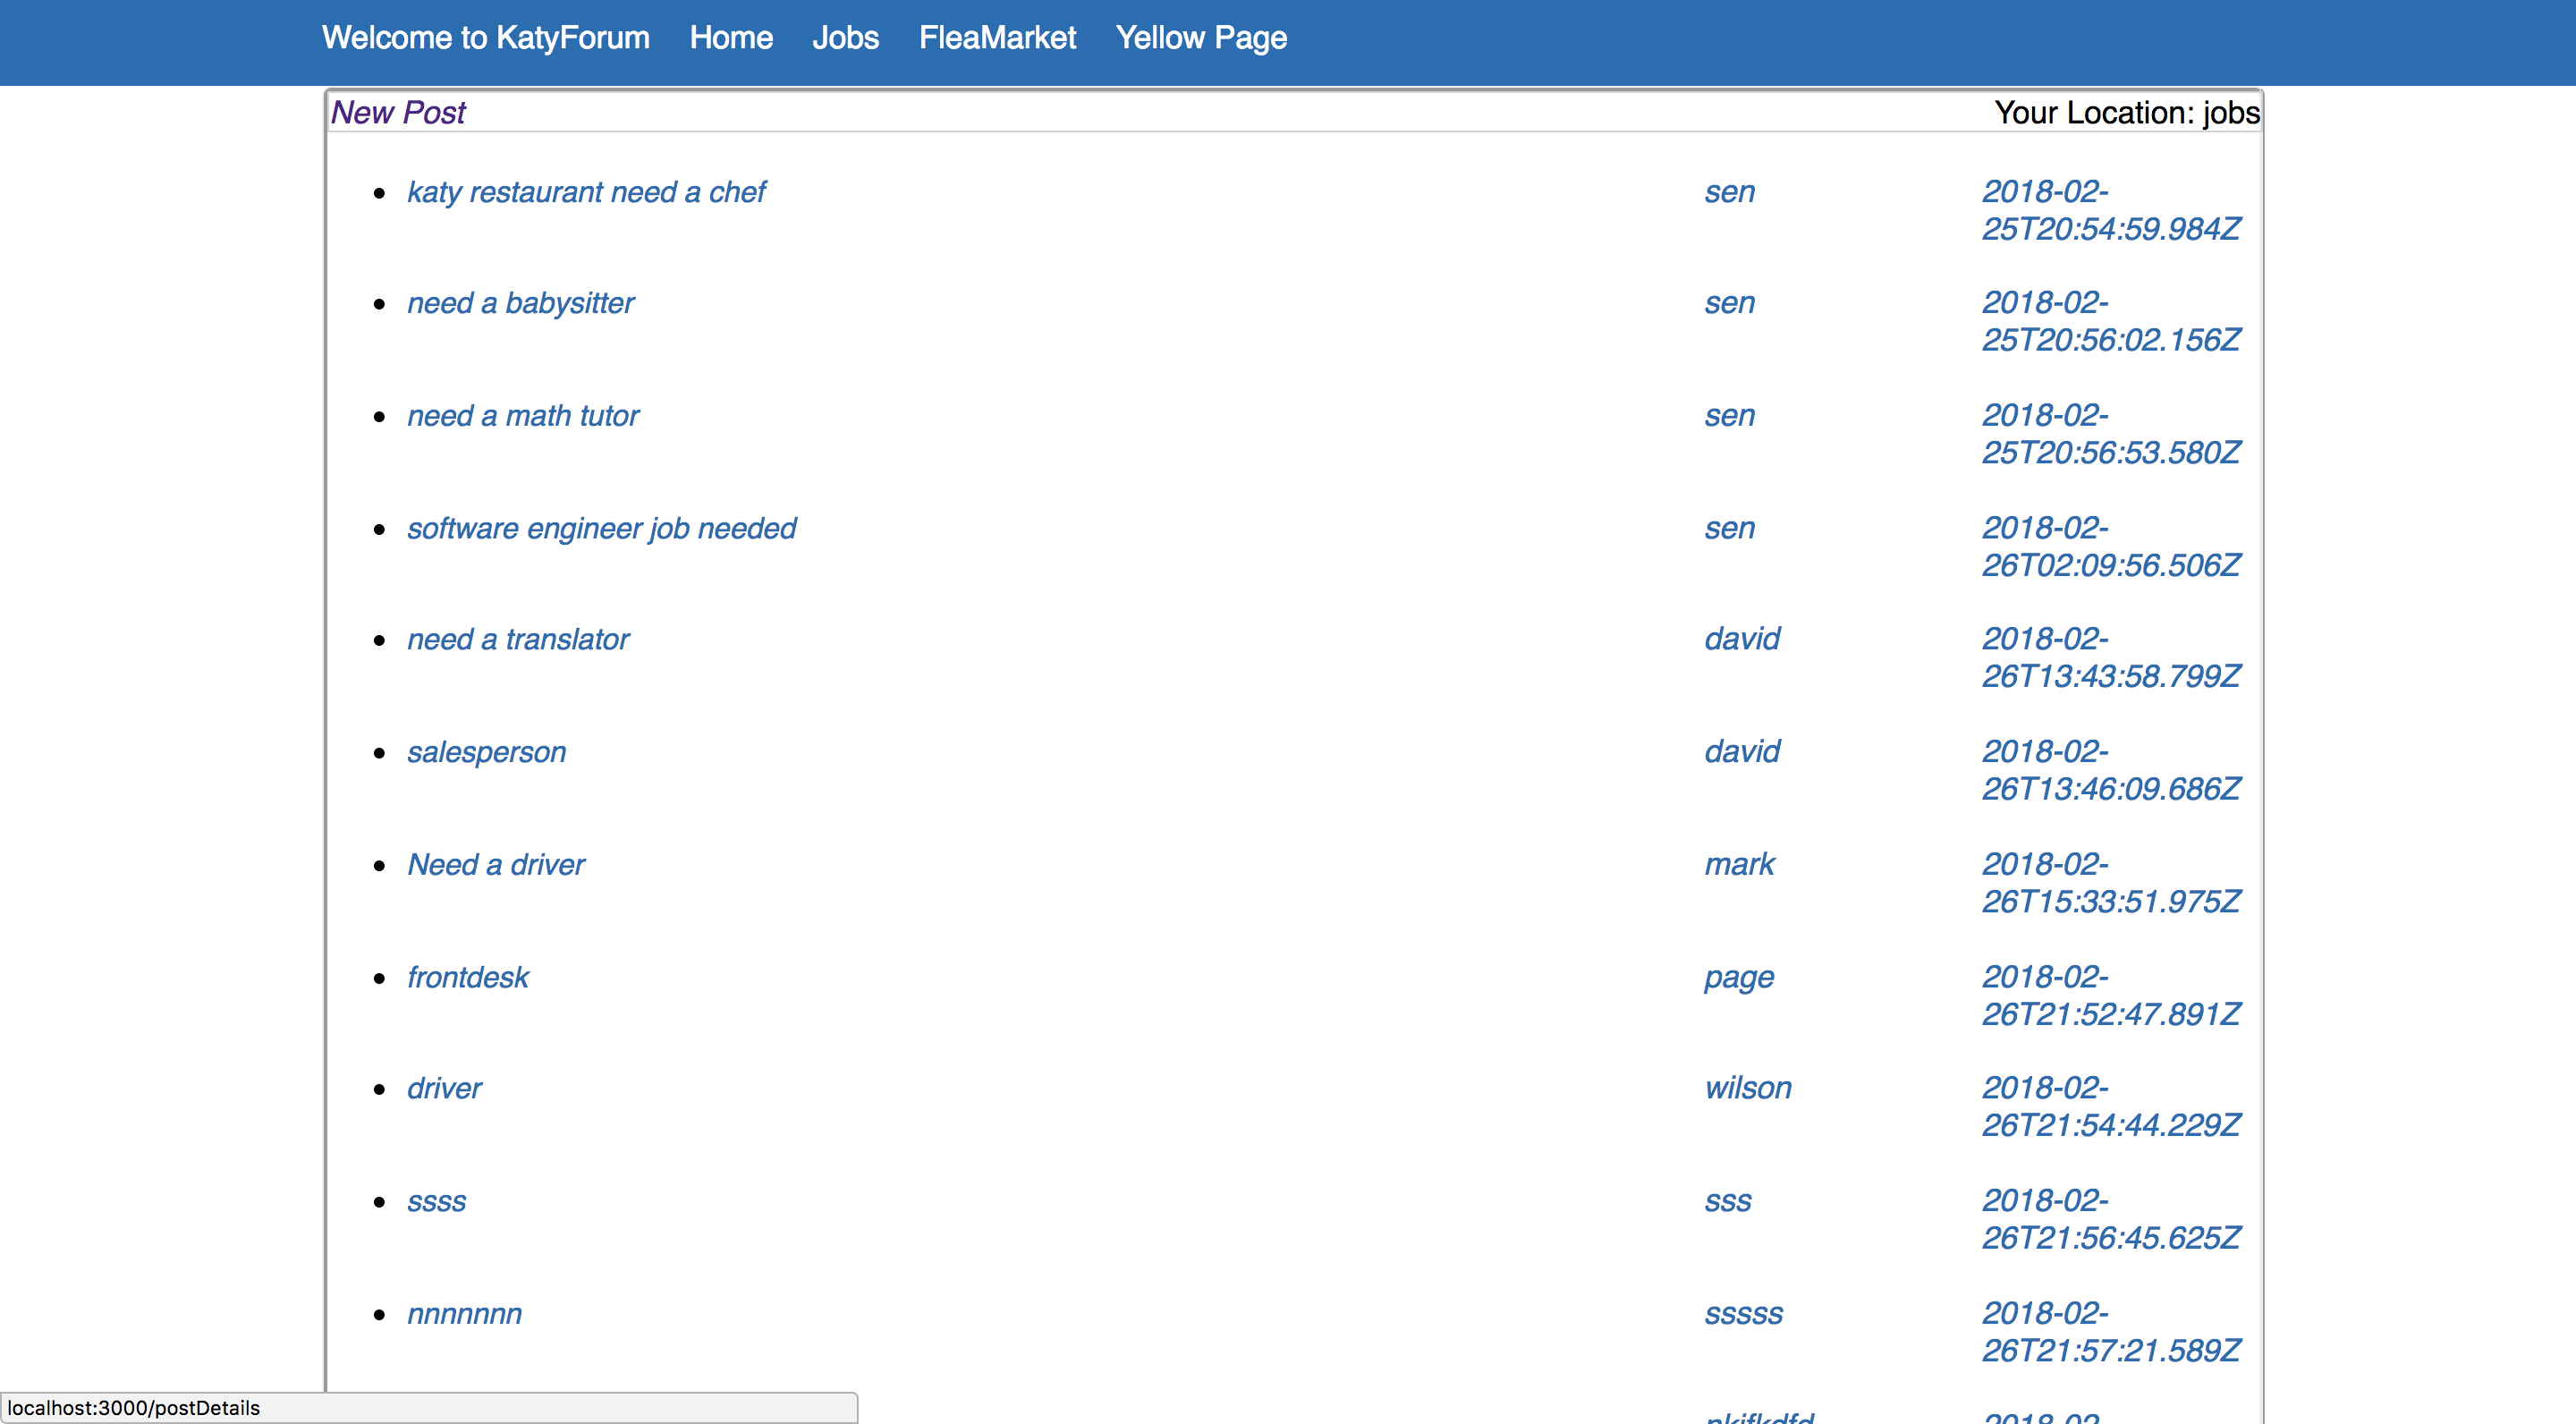 Welcome to KatyForum Home Jobs FleaMarket Yellow Page
New Post Your Location: jobs
katy restaurant need a chef sen 2018-02-
25T20:54:59.984Z
need a babysitter sen 2018-02-
25T20:56:02.156Z
need a math tutor sen 2018-02-
25T20:56:53.580Z
software engineer job needed sen 2018-02-
26T02:09:56.506Z
need a translator david 2018-02-
26T13:43:58.799Z
salesperson david 2018-02-
26T13:46:09.686Z
Need a driver mark 2018-02-
26T15:33:51.975Z
frontdesk page 2018-02-
26T21:52:47.891Z
driver wilson 2018-02-
26T21:54:44.229Z
ssss sss 2018-02-
26T21:56:45.625Z
nnnnnnn sssss 2018-02-
26T21:57:21.589Z
2018-02-
localhost:3000/postDetails